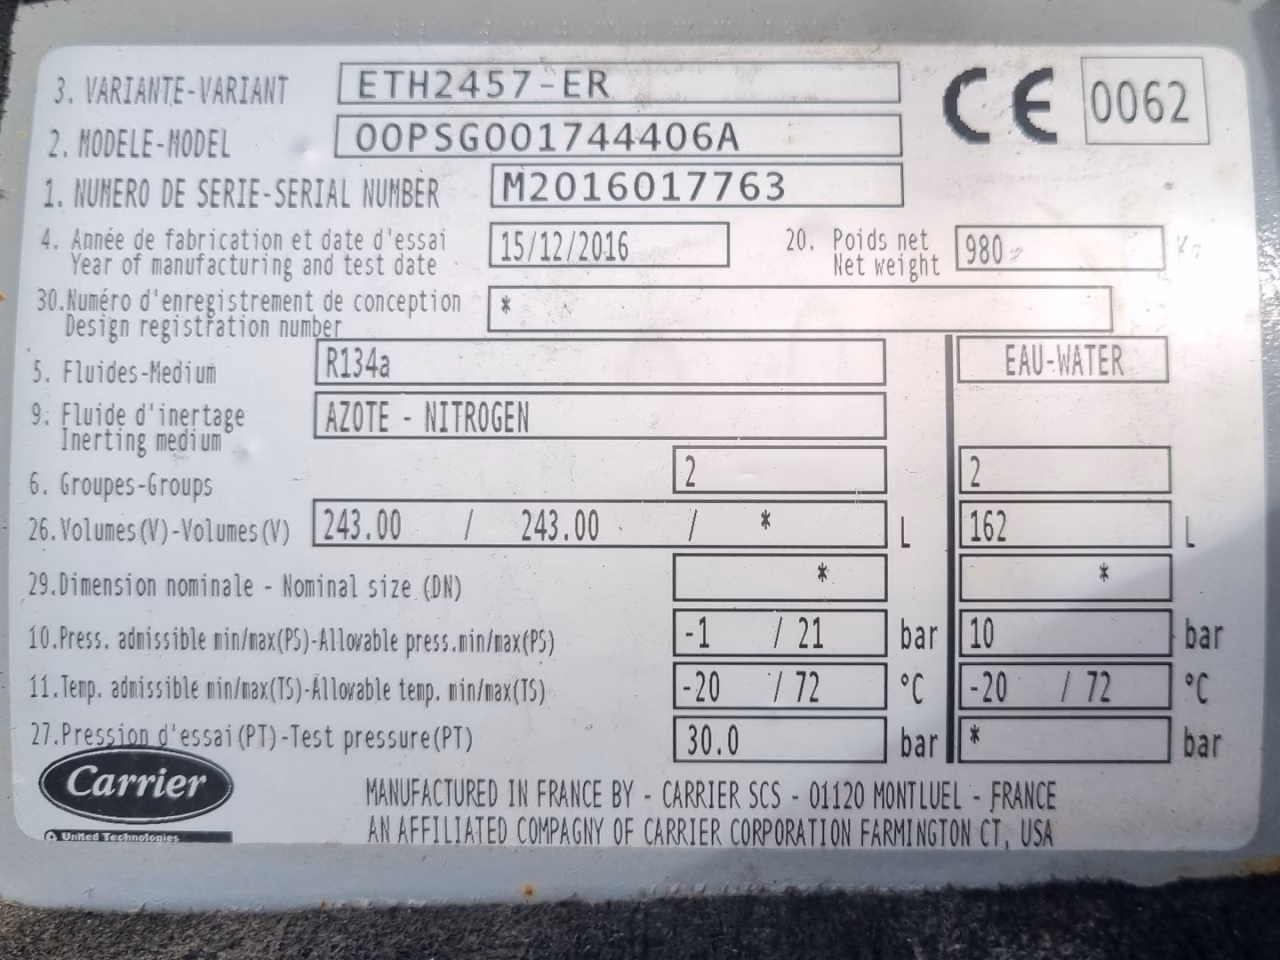 3. VARIANTE-VARIANT ETH2457-ER CE 0062
2. MODELE-MODEL 00PSG001744406A
1. NUMERO DE SERIE-SERIAL NUMBER M2016017763
4. Année de fabrication et date d'essai 15/12/2016 20. Poids net 980 Kg
Year of manufacturing and test date Net weight
30.Numéro d'enregistrement de conception *
Design registration number
5. Fluides-Medium R134a EAU-WATER
9. Fluide d'inertage AZOTE - NITROGEN
Inerting medium
6. Groupes-Groups 2 2
26.Volumes(V)-Volumes(V) 243.00 / 243.00 / * L 162 L
29.Dimension nominale - Nominal size (DN) * *
10.Press. admissible min/max(PS)-Allowable press.min/max(PS) -1 / 21 bar 10 bar
11.Temp. admissible min/max(TS)-Allowable temp. min/max(TS) -20 / 72 °C -20 / 72 °C
27.Pression d'essai(PT)-Test pressure(PT) 30.0 bar * bar
Carrier
United Technologies
MANUFACTURED IN FRANCE BY - CARRIER SCS - 01120 MONTLUEL - FRANCE
AN AFFILIATED COMPAGNY OF CARRIER CORPORATION FARMINGTON CT, USA